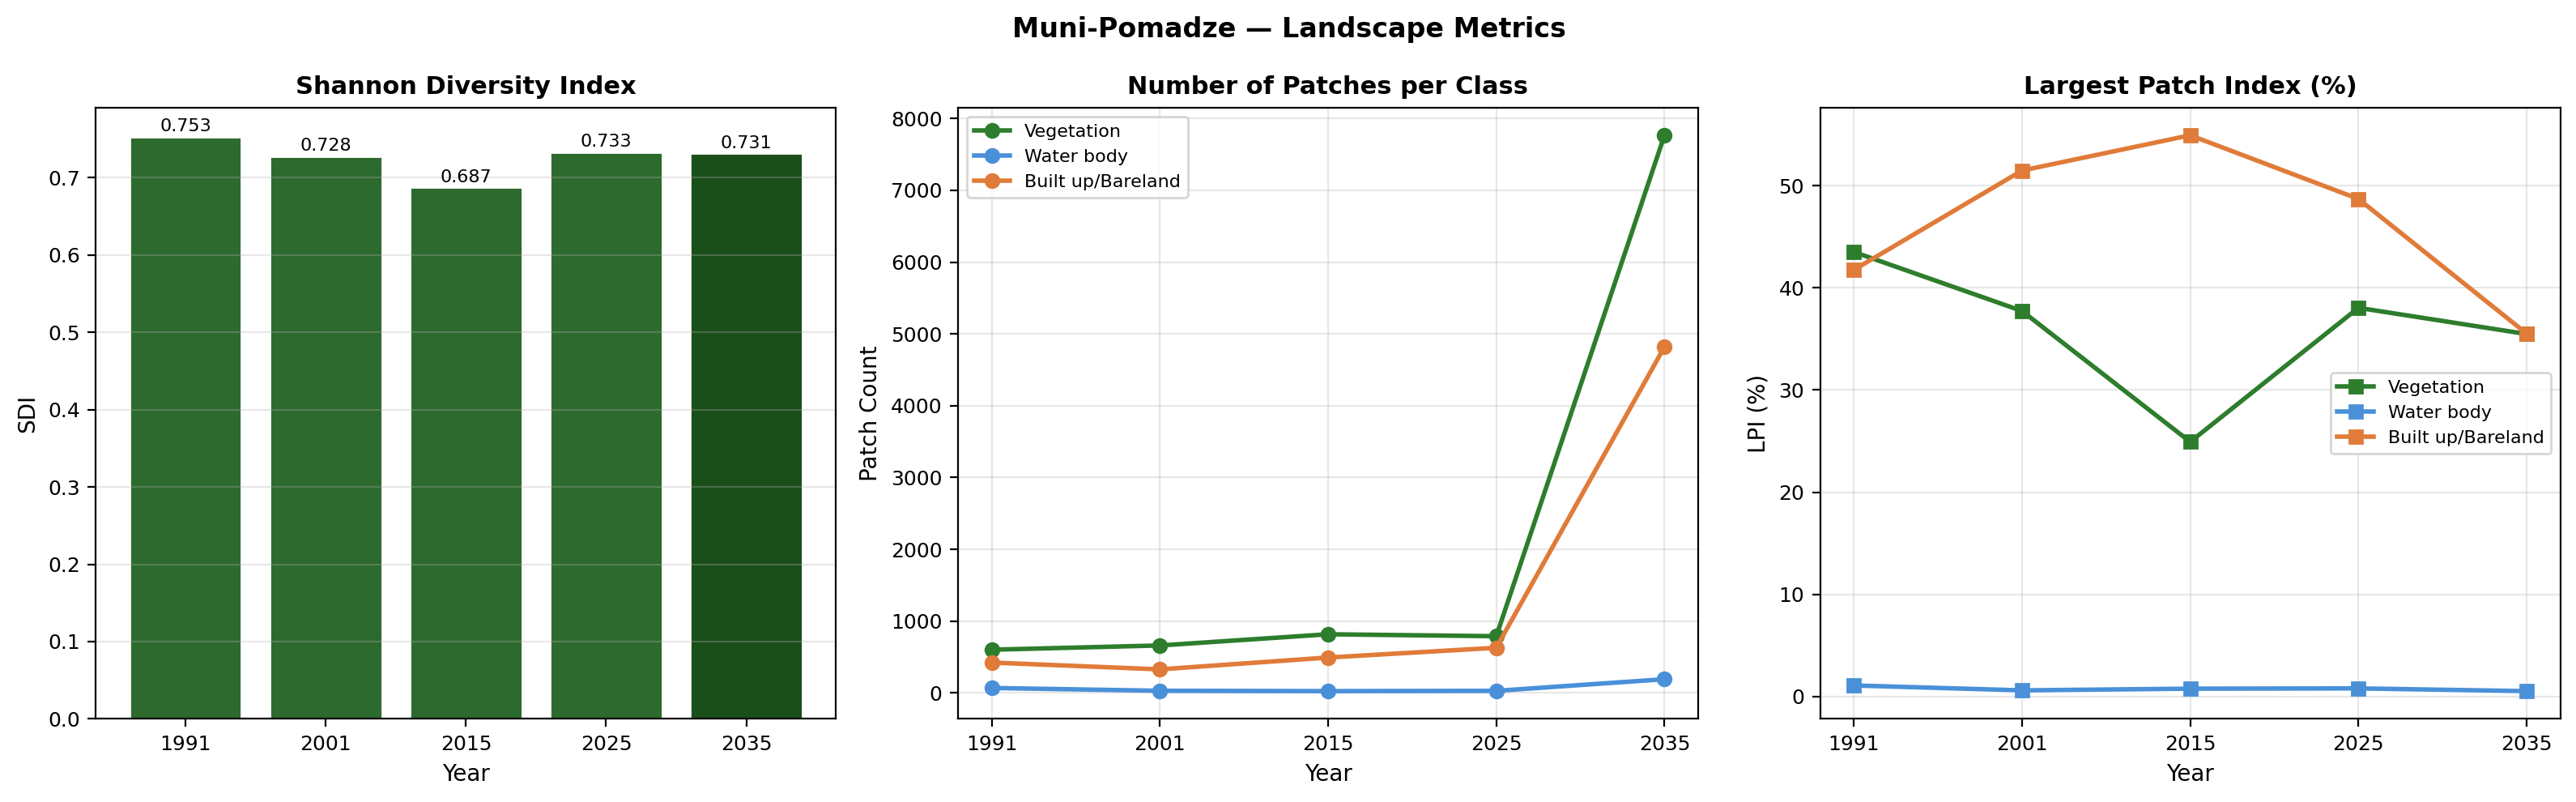 Muni-Pomadze — Landscape Metrics
Shannon Diversity Index
SDI
0.7
0.6
0.5
0.4
0.3
0.2
0.1
0.0
0.753
0.728
0.687
0.733
0.731
1991 2001 2015 2025 2035
Year
Number of Patches per Class
Patch Count
8000
7000
6000
5000
4000
3000
2000
1000
0
Vegetation
Water body
Built up/Bareland
1991 2001 2015 2025 2035
Year
Largest Patch Index (%)
LPI (%)
50
40
30
20
10
0
Vegetation
Water body
Built up/Bareland
1991 2001 2015 2025 2035
Year